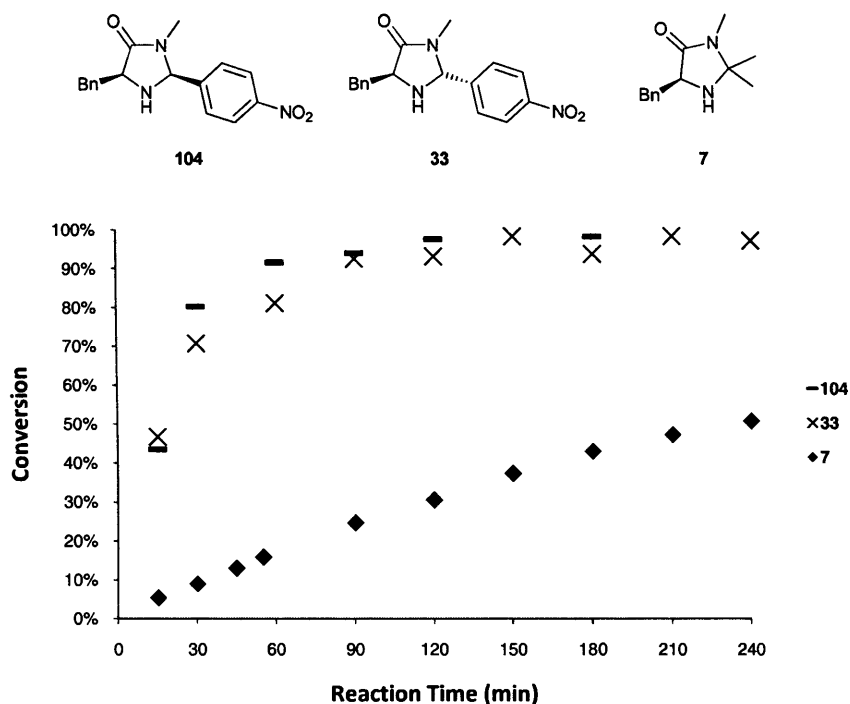 O N
Bn N H NO2
104
O N
Bn N H NO2
33
O N
Bn N H
7
100%
90%
80%
70%
60%
50%
40%
30%
20%
10%
0%
Conversion
0 30 60 90 120 150 180 210 240
Reaction Time (min)
104
33
7